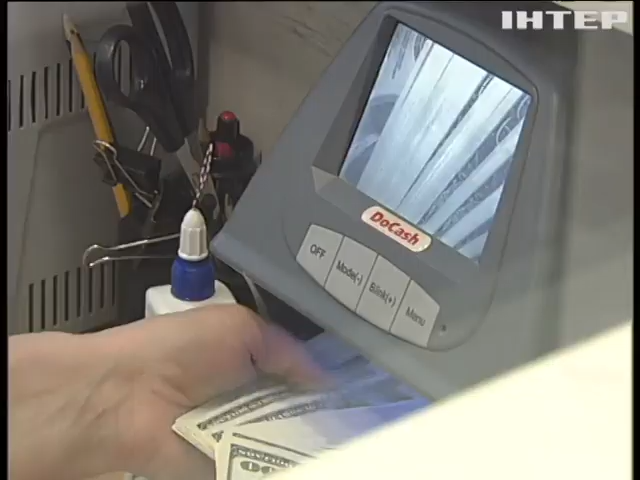 ІНТЕР
DoCash
OFF
Mode(-)
Blink(+)
Menu